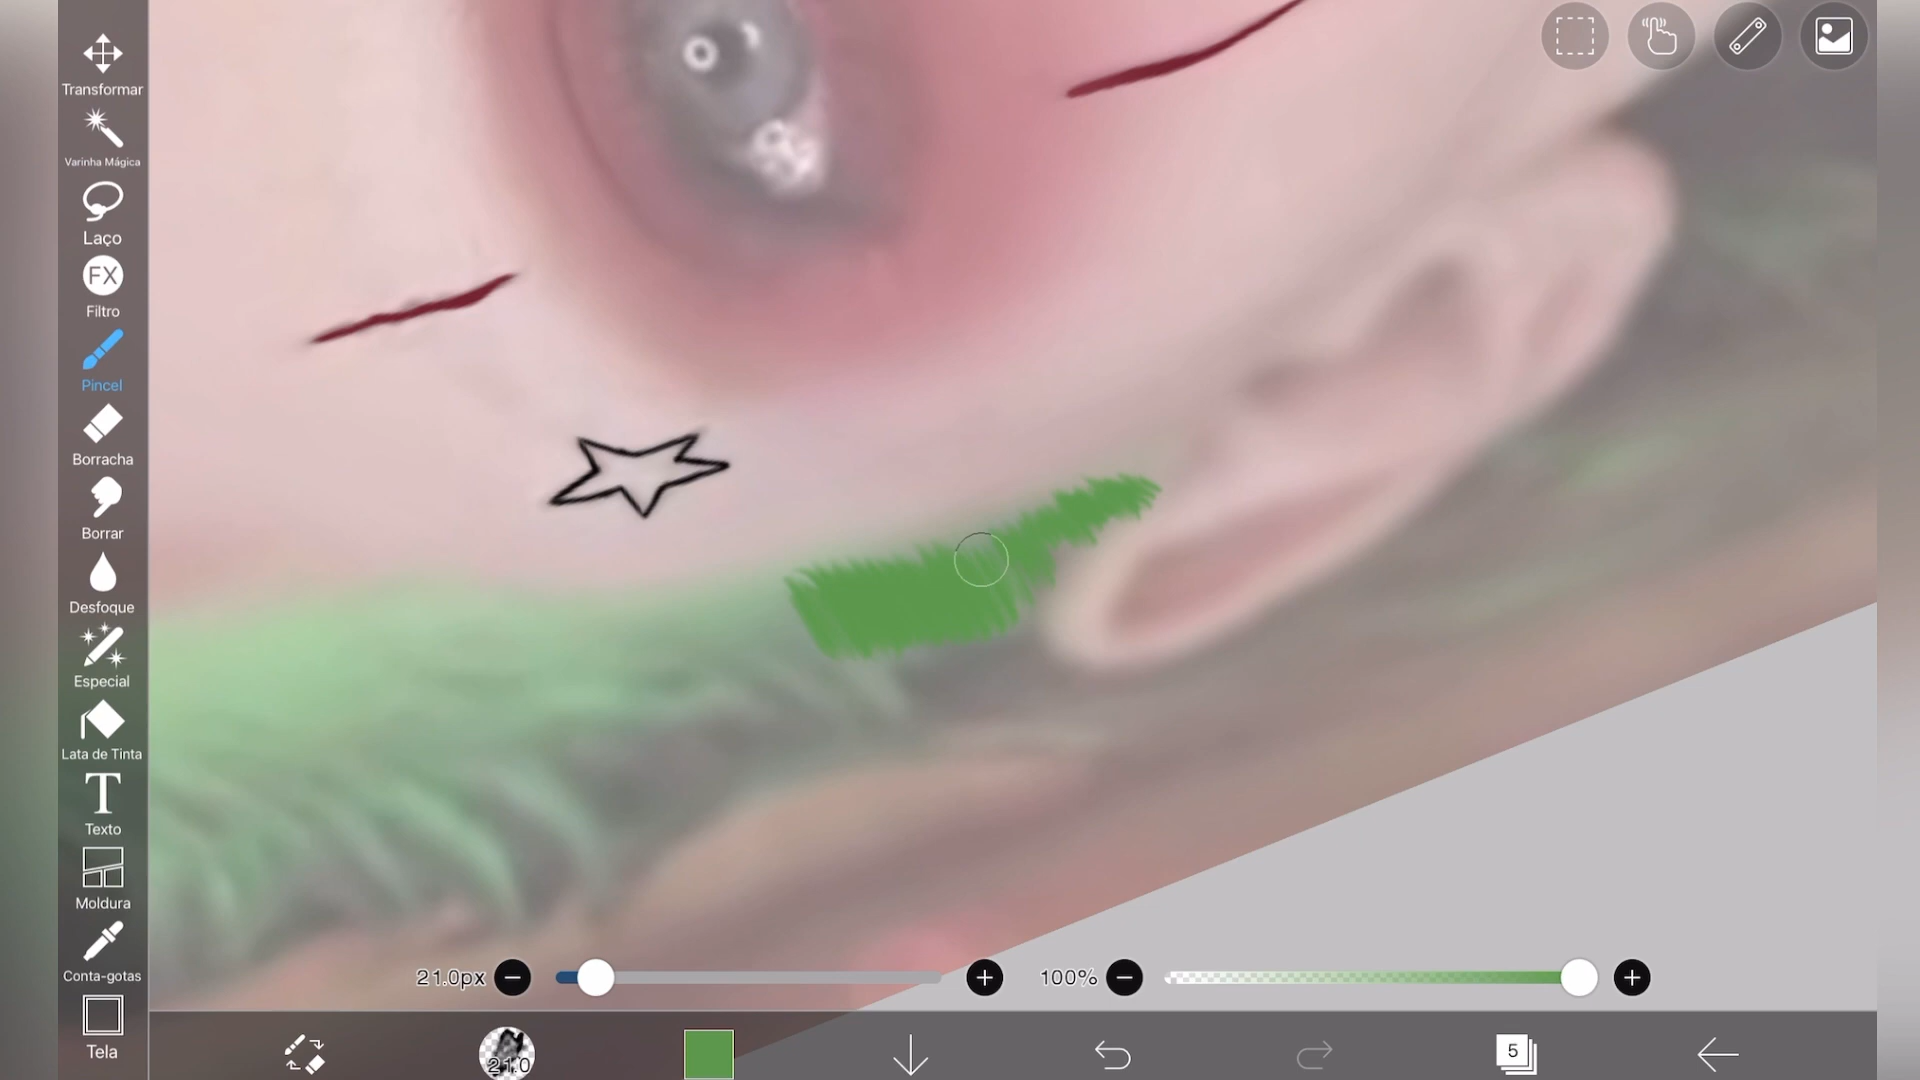 Transformar
Varinha Mágica
Laço
FX
Filtro
Pincel
Borracha
Borrar
Desfoque
Especial
Lata de Tinta
T
Texto
Moldura
Conta-gotas
Tela
21.0px
100%
21.0
5